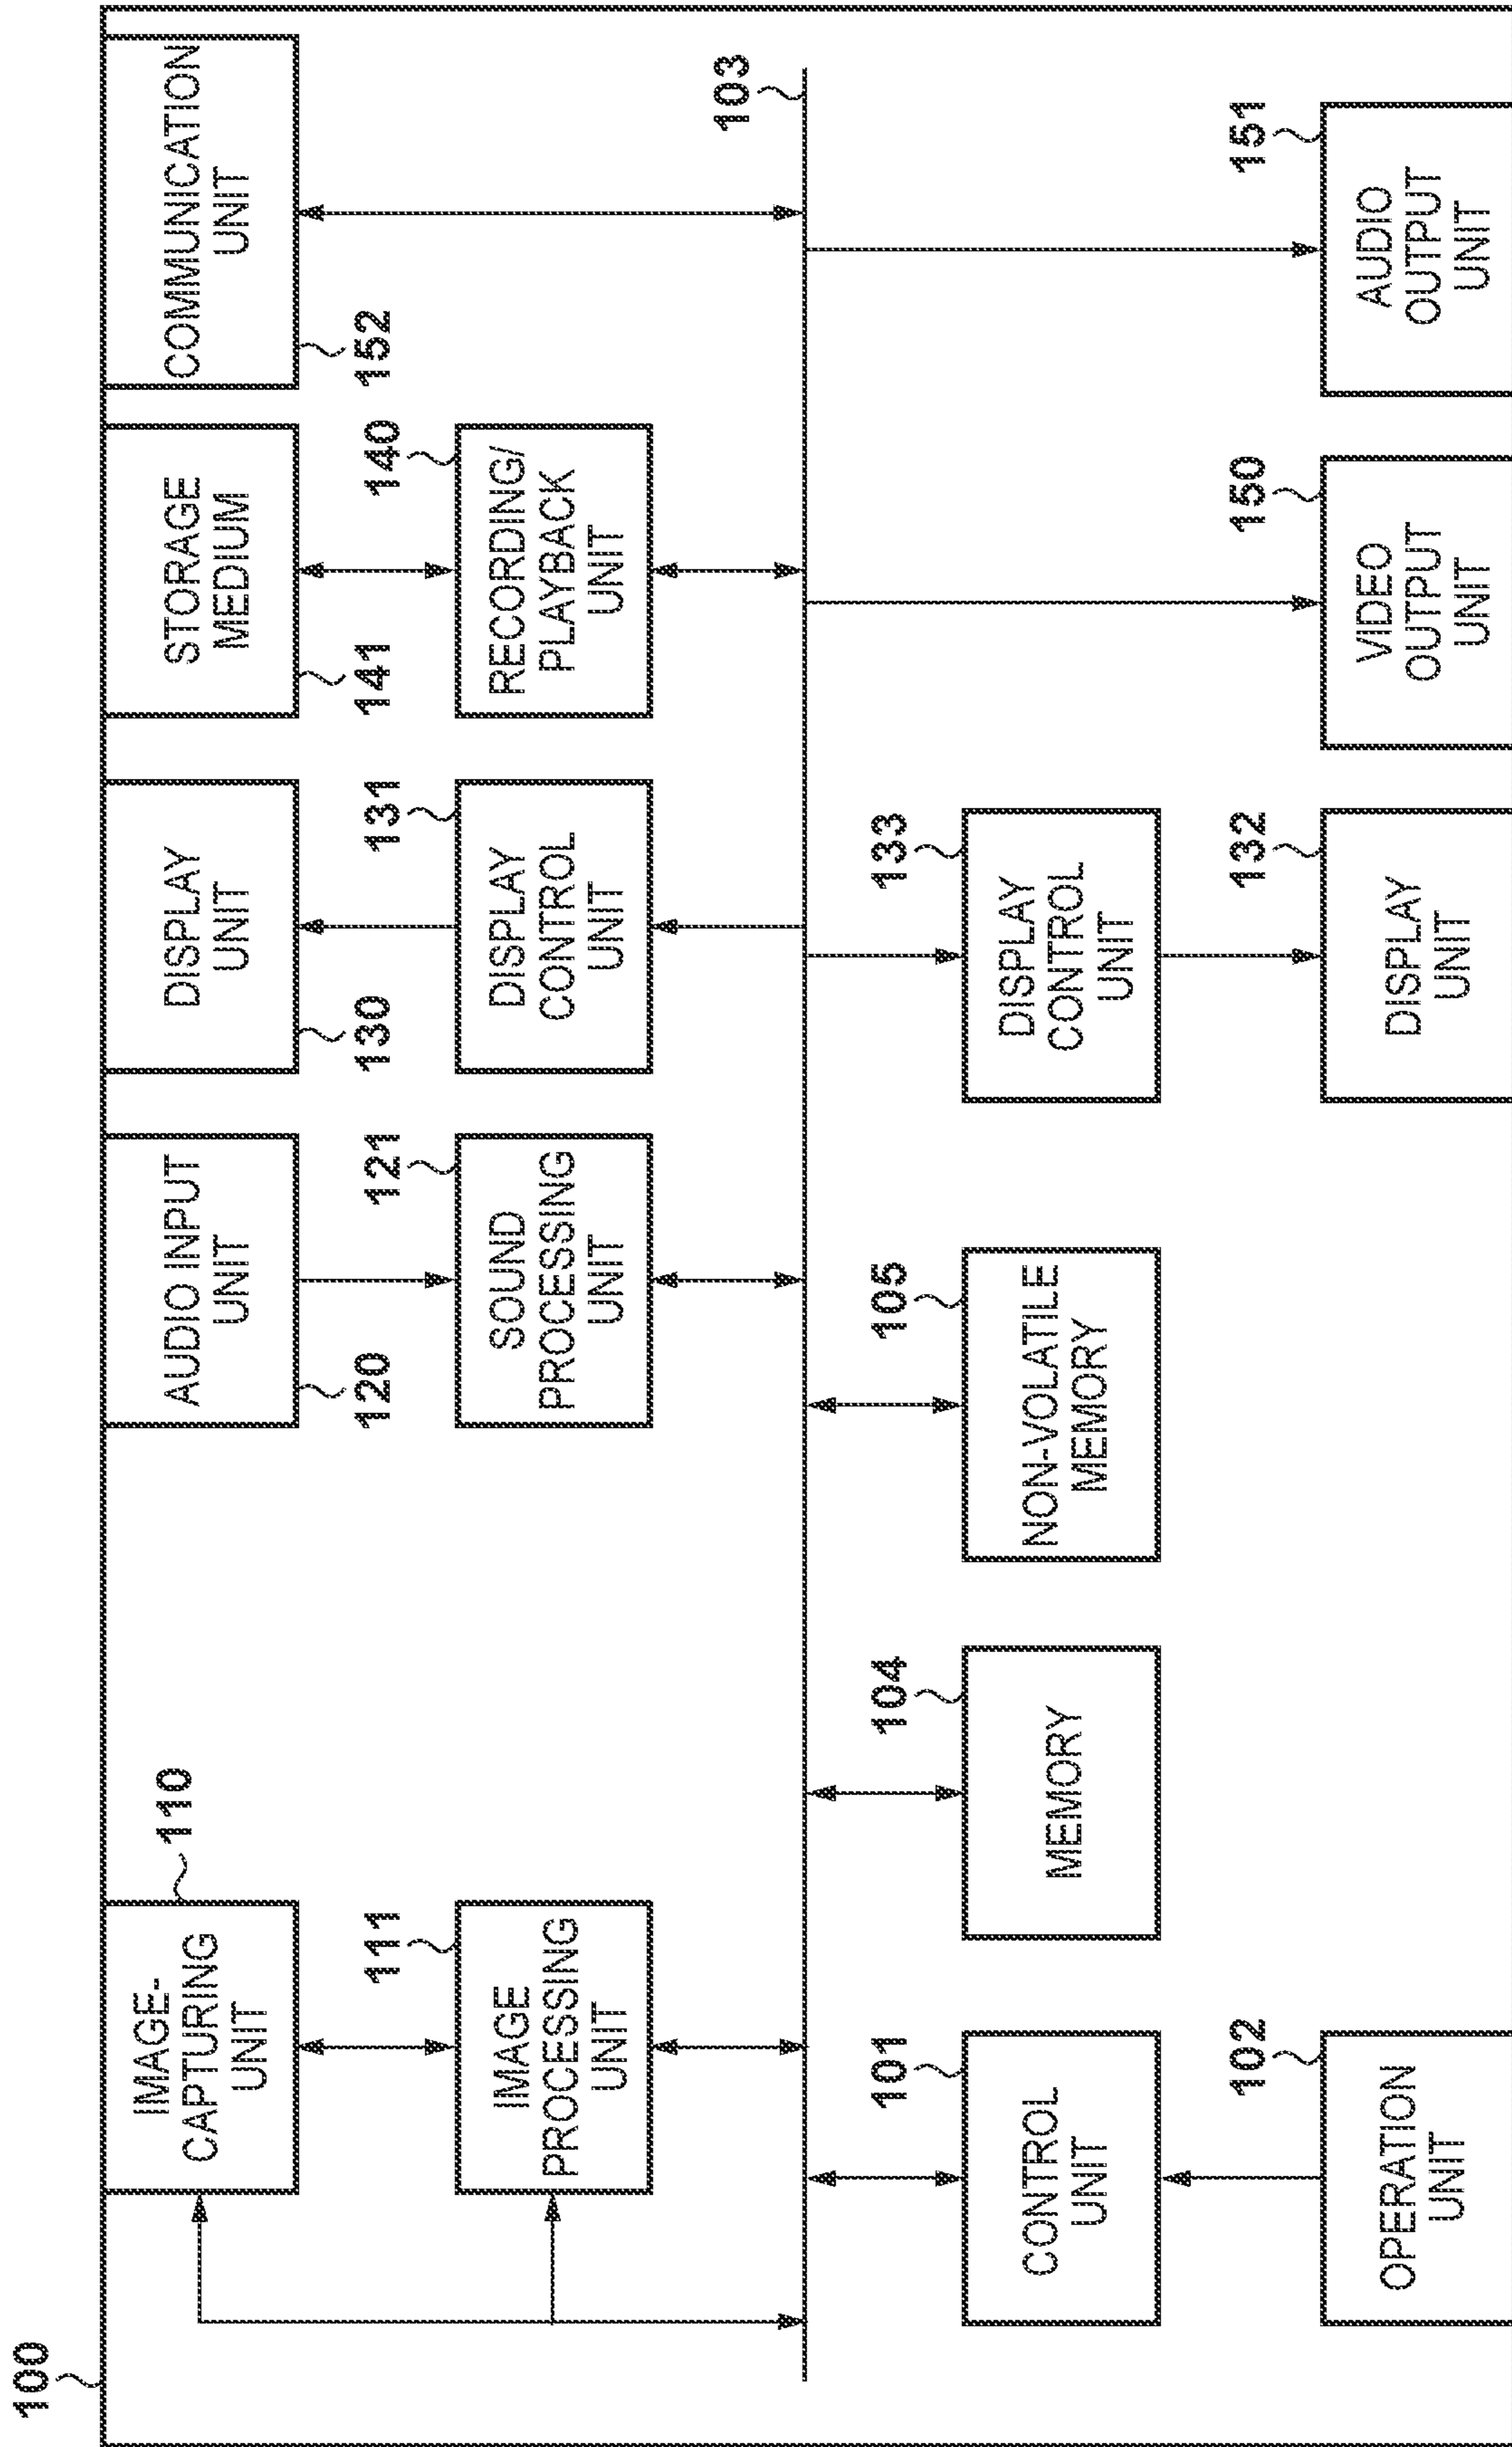 100
IMAGE-
CAPTURING
UNIT
110
AUDIO INPUT
UNIT
120
DISPLAY
UNIT
130
STORAGE
MEDIUM
141
COMMUNICATION
UNIT
152
111
IMAGE
PROCESSING
UNIT
121
SOUND
PROCESSING
UNIT
131
DISPLAY
CONTROL
UNIT
140
RECORDING/
PLAYBACK
UNIT
103
101
CONTROL
UNIT
104
MEMORY
105
NON-VOLATILE
MEMORY
133
DISPLAY
CONTROL
UNIT
102
OPERATION
UNIT
132
DISPLAY
UNIT
150
VIDEO
OUTPUT
UNIT
151
AUDIO
OUTPUT
UNIT